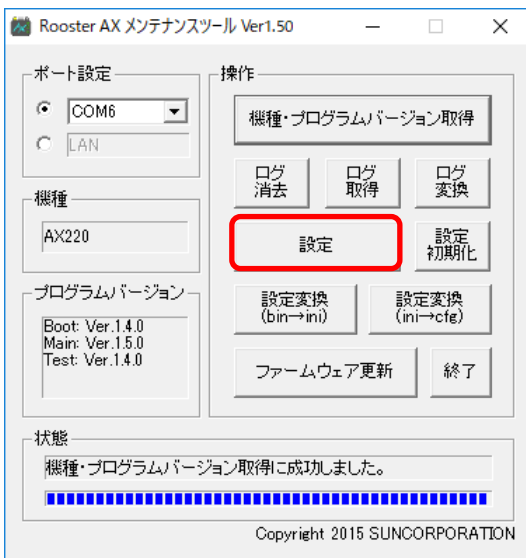 Rooster AX メンテナンスツール Ver1.50
ポート設定
COM6
LAN
機種
AX220
プログラムバージョン
Boot: Ver.1.4.0
Main: Ver.1.5.0
Test: Ver.1.4.0
操作
機種・プログラムバージョン取得
ログ
消去
ログ
取得
ログ
変換
設定
設定
初期化
設定変換
(bin→ini)
設定変換
(ini→cfg)
ファームウェア更新
終了
状態
機種・プログラムバージョン取得に成功しました。
Copyright 2015 SUNCORPORATION